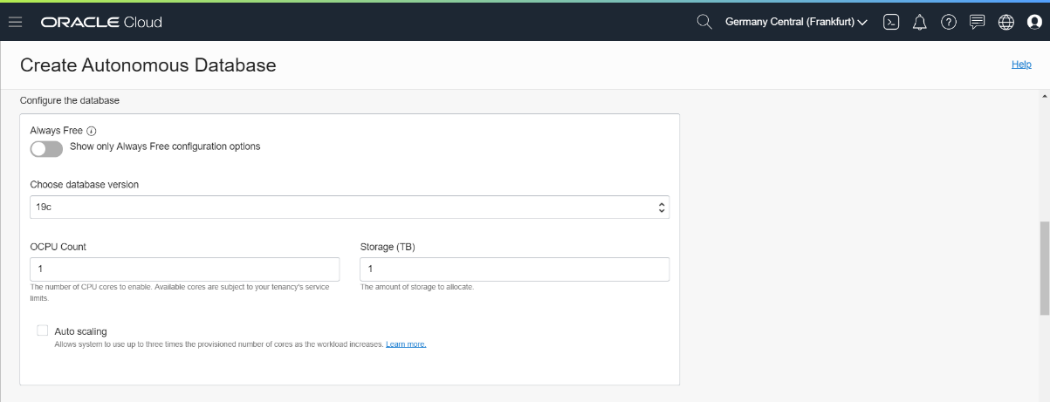 ORACLE Cloud
Germany Central (Frankfurt)
Create Autonomous Database
Help
Configure the database
Always Free
Show only Always Free configuration options
Choose database version
19c
OCPU Count
Storage (TB)
1
1
The number of CPU cores to enable. Available cores are subject to your tenancy's service
limits.
The amount of storage to allocate.
Auto scaling
Allows system to use up to three times the provisioned number of cores as the workload increases. Learn more.